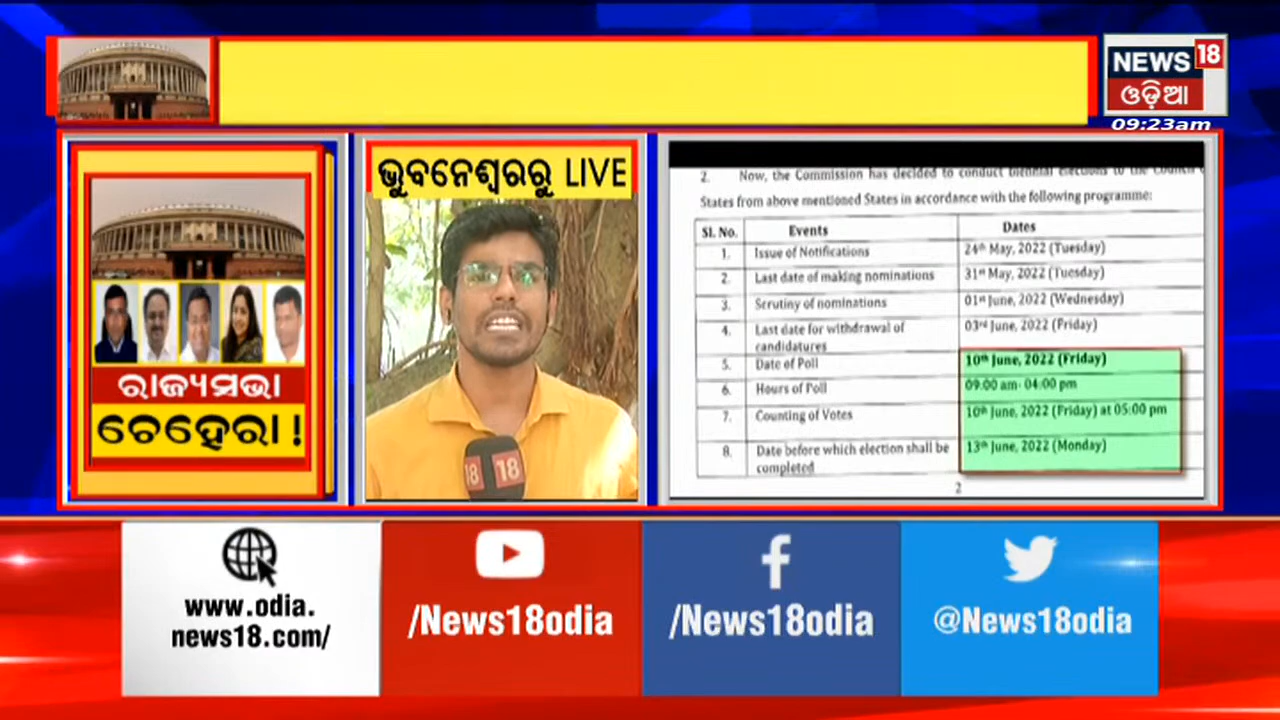 NEWS 18
ଓଡ଼ିଆ
09:23am
ରାଜ୍ୟସଭା
ଚେହେରା !
ଭୁବନେଶ୍ୱରରୁ LIVE
18 18
2. Now, the Commission has decided to conduct biennial elections to the Council
States from above mentioned States in accordance with the following programme:
Sl. No. Events Dates
1. Issue of Notifications 24th May, 2022 (Tuesday)
2. Last date of making nominations 31st May, 2022 (Tuesday)
3. Scrutiny of nominations 01st June, 2022 (Wednesday)
4. Last date for withdrawal of candidatures 03rd June, 2022 (Friday)
5. Date of Poll 10th June, 2022 (Friday)
6. Hours of Poll 09.00 am- 04:00 pm
7. Counting of Votes 10th June, 2022 (Friday) at 05:00 pm
8. Date before which election shall be completed 13th June, 2022 (Monday)
2
www.odia.
news18.com/
/News18odia
/News18odia
@News18odia